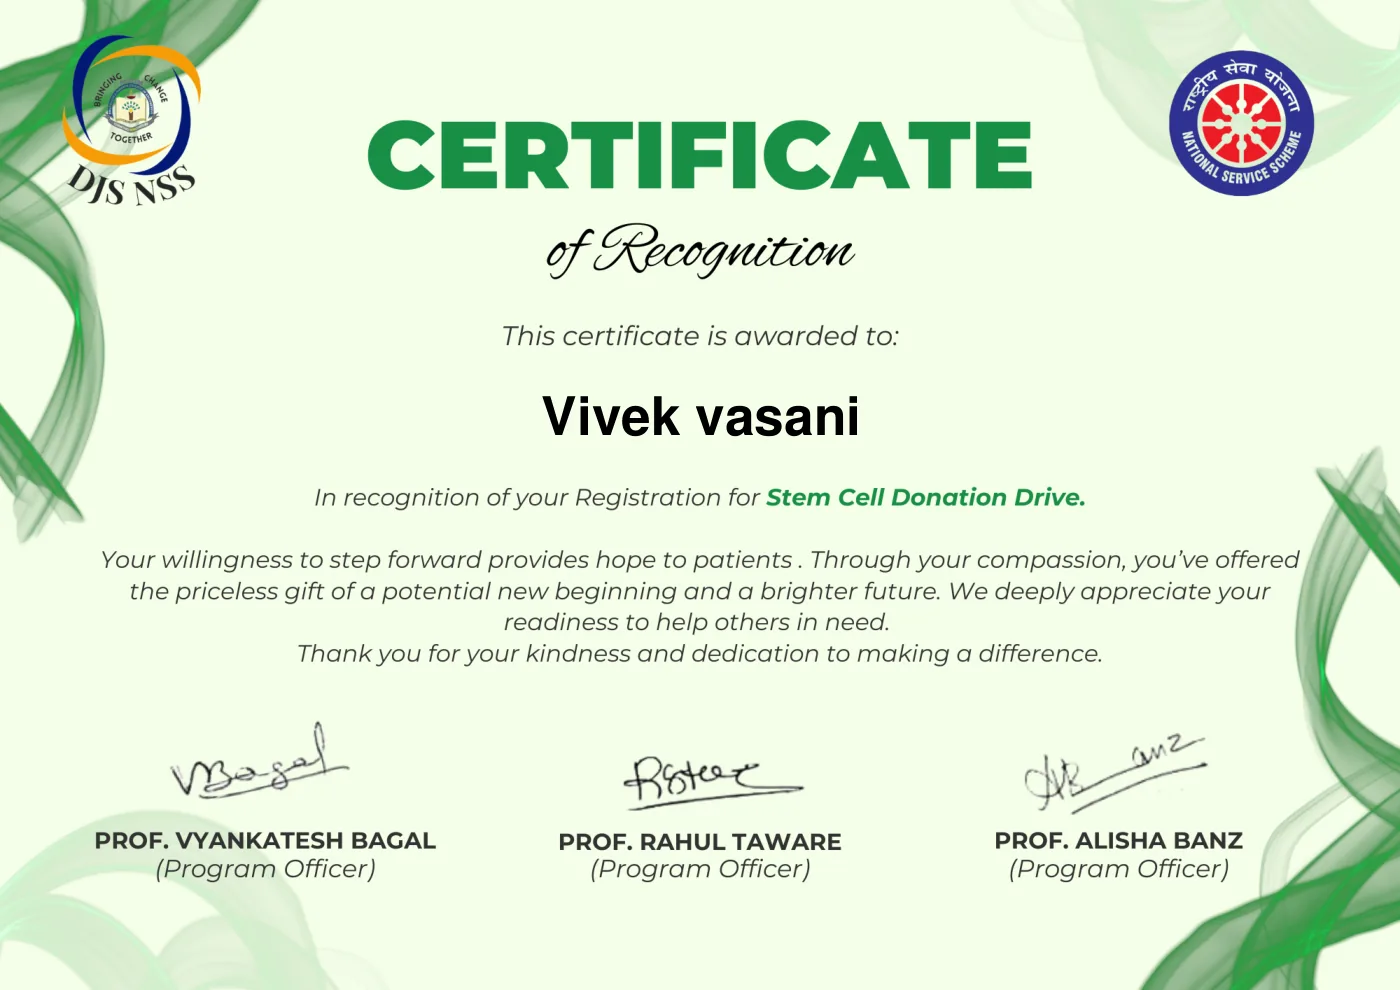 BRINGING CHANGE
TOGETHER
DJS NSS
राष्ट्रीय सेवा योजना
NATIONAL SERVICE SCHEME
CERTIFICATE
of Recognition
This certificate is awarded to:
Vivek vasani
In recognition of your Registration for Stem Cell Donation Drive.
Your willingness to step forward provides hope to patients . Through your compassion, you’ve offered
the priceless gift of a potential new beginning and a brighter future. We deeply appreciate your
readiness to help others in need.
Thank you for your kindness and dedication to making a difference.
VBagal
PROF. VYANKATESH BAGAL
(Program Officer)
PROF. RAHUL TAWARE
(Program Officer)
PROF. ALISHA BANZ
(Program Officer)